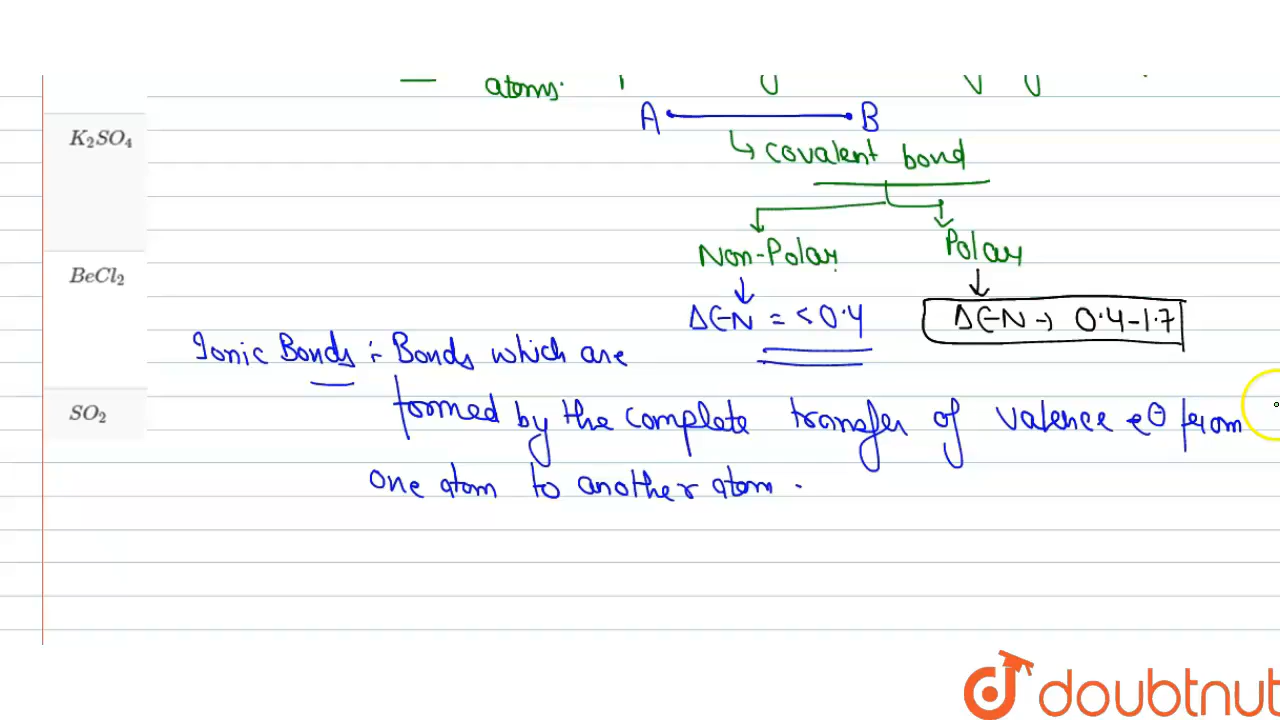 atoms.
A B
K₂SO₄
↳ covalent bond
Non-Polar Polar
BeCl₂
ΔEN = < 0.4 ΔEN → 0.4-1.7
Ionic Bonds :- Bonds which are
SO₂
formed by the complete transfer of valence e⊖ from
one atom to another atom.
doubtnut